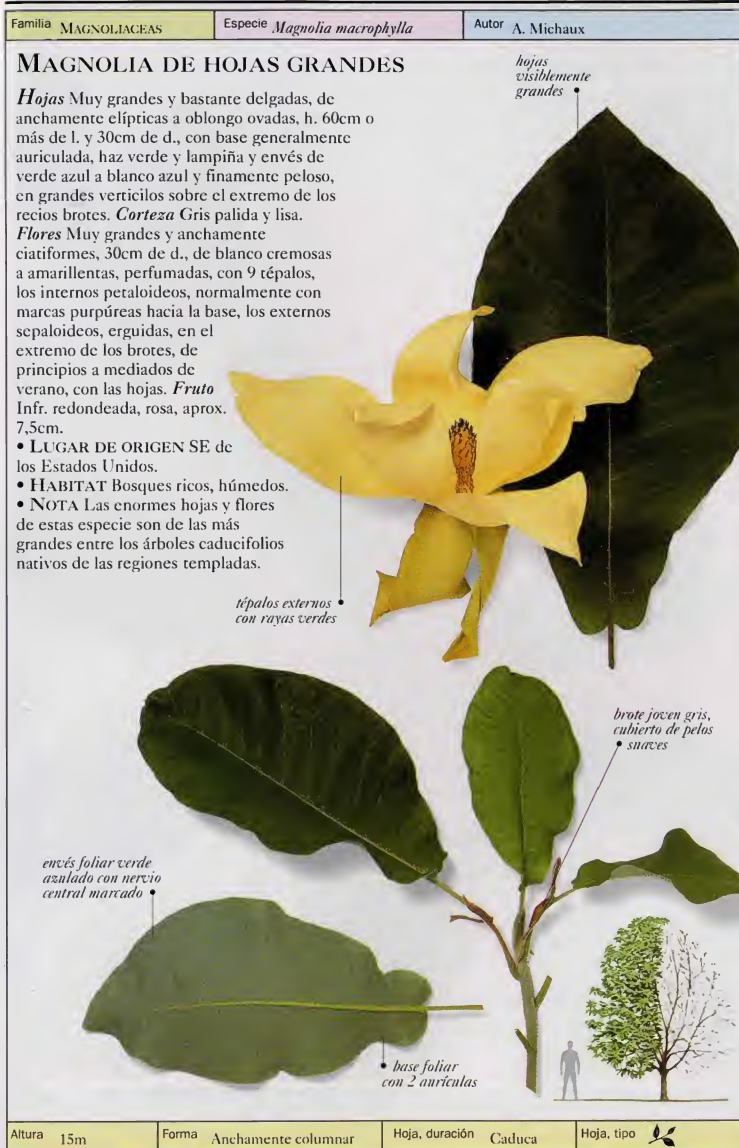 Familia MAGNOLIACEAS
Especie Magnolia macrophylla
Autor A. Michaux
MAGNOLIA DE HOJAS GRANDES
Hojas Muy grandes y bastante delgadas, de
anchamente elípticas a oblongo ovadas, h. 60cm o
más de l. y 30cm de d., con base generalmente
auriculada, haz verde y lampiña y envés de
verde azul a blanco azul y finamente peloso,
en grandes verticilos sobre el extremo de los
recios brotes. Corteza Gris palida y lisa.
Flores Muy grandes y anchamente
ciatiformes, 30cm de d., de blanco cremosas
a amarillentas, perfumadas, con 9 tépalos,
los internos petaloideos, normalmente con
marcas purpúreas hacia la base, los externos
sepaloideos, erguidas, en el
extremo de los brotes, de
principios a mediados de
verano, con las hojas. Fruto
Infr. redondeada, rosa, aprox.
7,5cm.
• LUGAR DE ORIGEN SE de
los Estados Unidos.
• HABITAT Bosques ricos, húmedos.
• NOTA Las enormes hojas y flores
de estas especie son de las más
grandes entre los árboles caducifolios
nativos de las regiones templadas.
hojas
visiblemente
grandes
tépalos externos
con rayas verdes
brote joven gris,
cubierto de pelos
suaves
envés foliar verde
azulado con nervio
central marcado
base foliar
con 2 aurículas
Altura 15m
Forma Anchamente columnar
Hoja, duración Caduca
Hoja, tipo